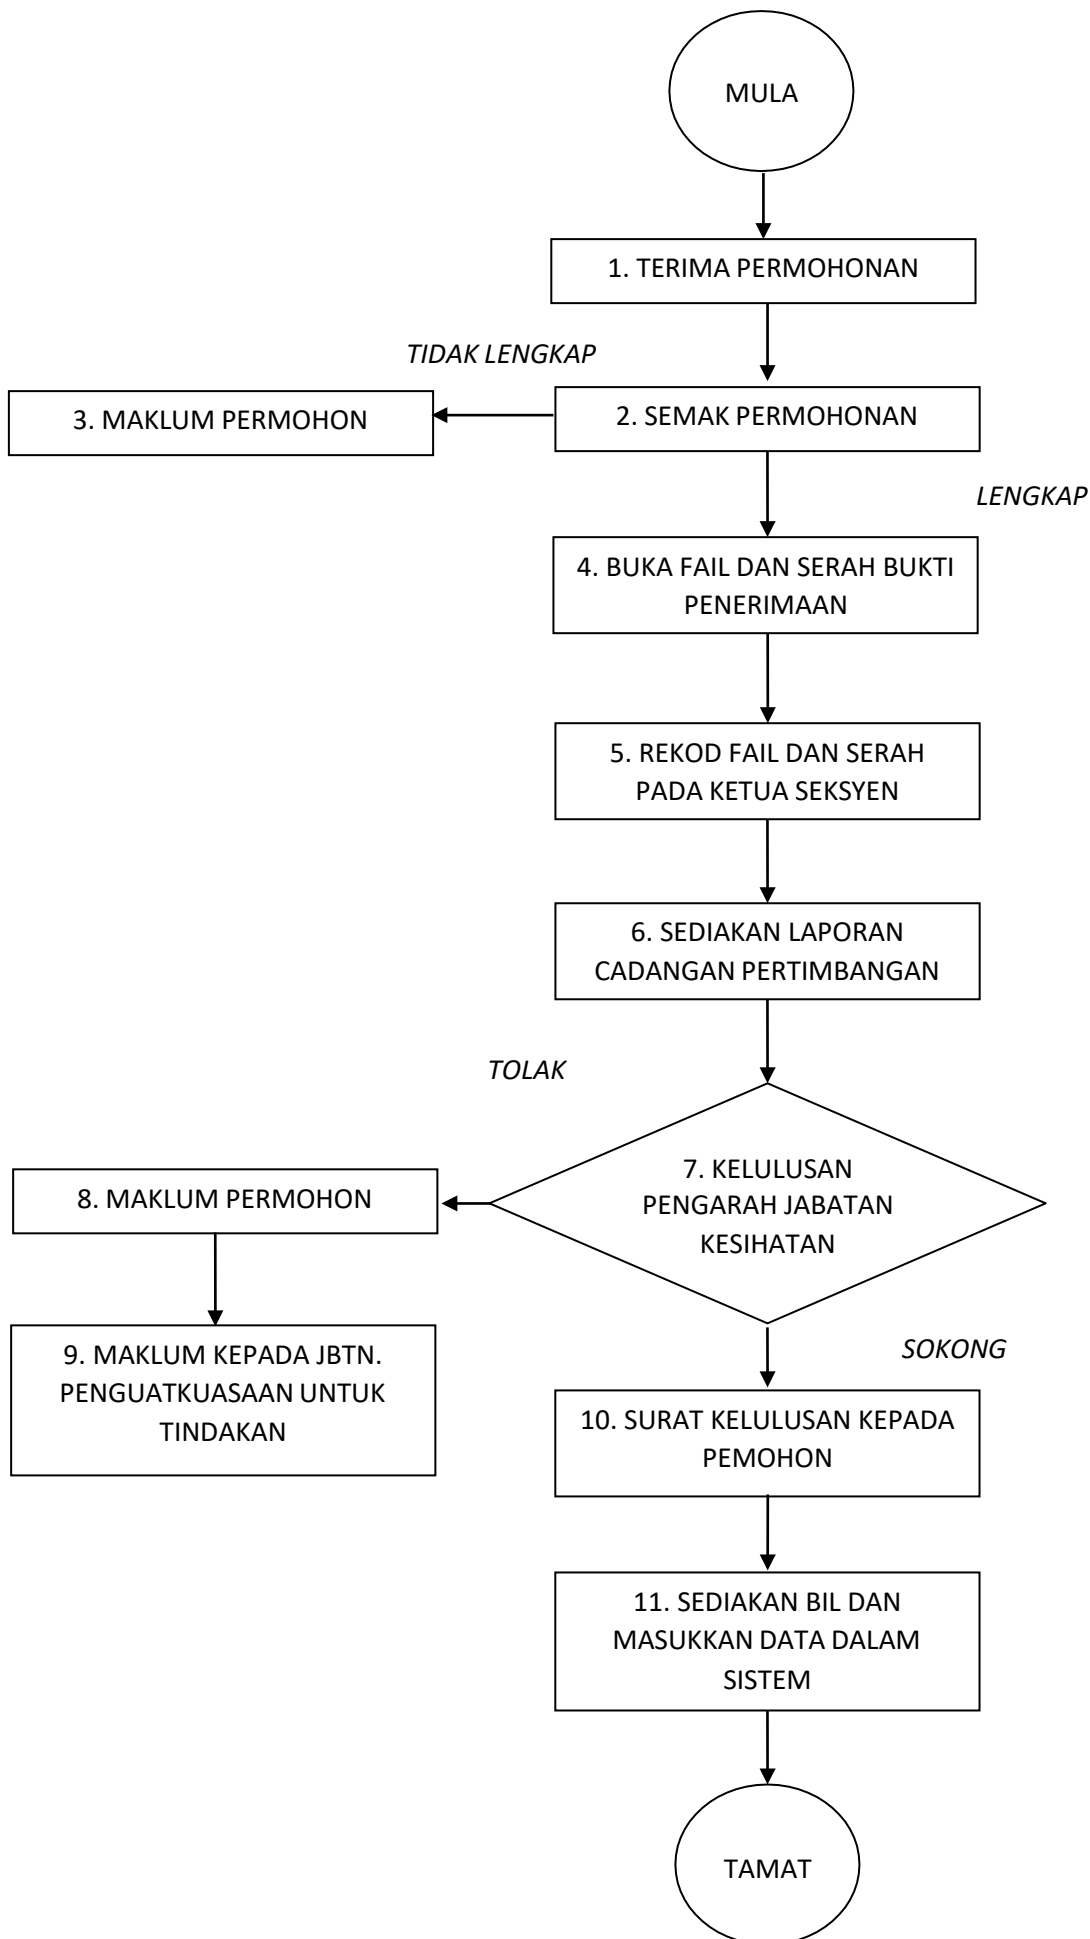 MULA
1. TERIMA PERMOHONAN
TIDAK LENGKAP
3. MAKLUM PERMOHON
2. SEMAK PERMOHONAN
LENGKAP
4. BUKA FAIL DAN SERAH BUKTI
PENERIMAAN
5. REKOD FAIL DAN SERAH
PADA KETUA SEKSYEN
6. SEDIAKAN LAPORAN
CADANGAN PERTIMBANGAN
TOLAK
7. KELULUSAN
PENGARAH JABATAN
KESIHATAN
8. MAKLUM PERMOHON
9. MAKLUM KEPADA JBTN.
PENGUATKUASAAN UNTUK
TINDAKAN
SOKONG
10. SURAT KELULUSAN KEPADA
PEMOHON
11. SEDIAKAN BIL DAN
MASUKKAN DATA DALAM
SISTEM
TAMAT